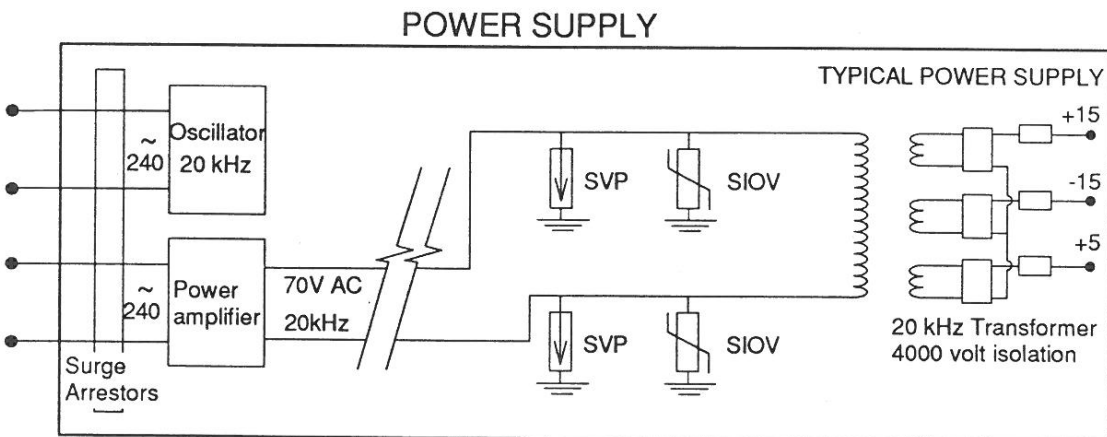 POWER SUPPLY
TYPICAL POWER SUPPLY
~
240
Oscillator
20 kHz
+15
-15
+5
SVP
SIOV
~
240
Power
amplifier
70V AC
20kHz
SVP
SIOV
20 kHz Transformer
4000 volt isolation
Surge
Arrestors